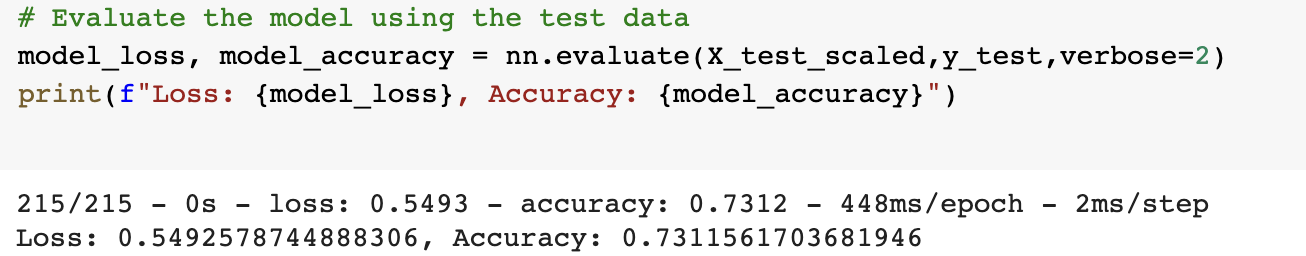 # Evaluate the model using the test data
model_loss, model_accuracy = nn.evaluate(X_test_scaled,y_test,verbose=2)
print(f"Loss: {model_loss}, Accuracy: {model_accuracy}")
215/215 - 0s - loss: 0.5493 - accuracy: 0.7312 - 448ms/epoch - 2ms/step
Loss: 0.5492578744888306, Accuracy: 0.7311561703681946